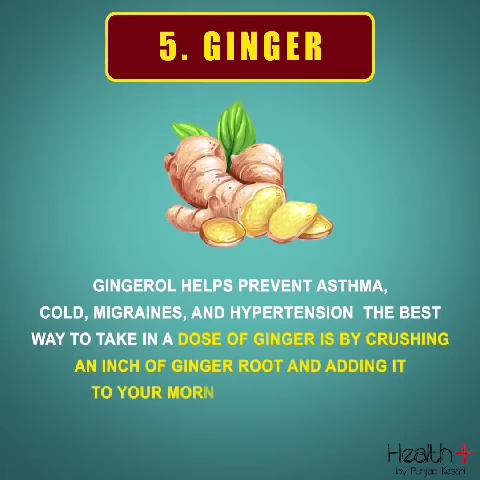 5. GINGER
GINGEROL HELPS PREVENT ASTHMA,
COLD, MIGRAINES, AND HYPERTENSION THE BEST
WAY TO TAKE IN A DOSE OF GINGER IS BY CRUSHING
AN INCH OF GINGER ROOT AND ADDING IT
TO YOUR MORN
Health+
by Punjab Kesari